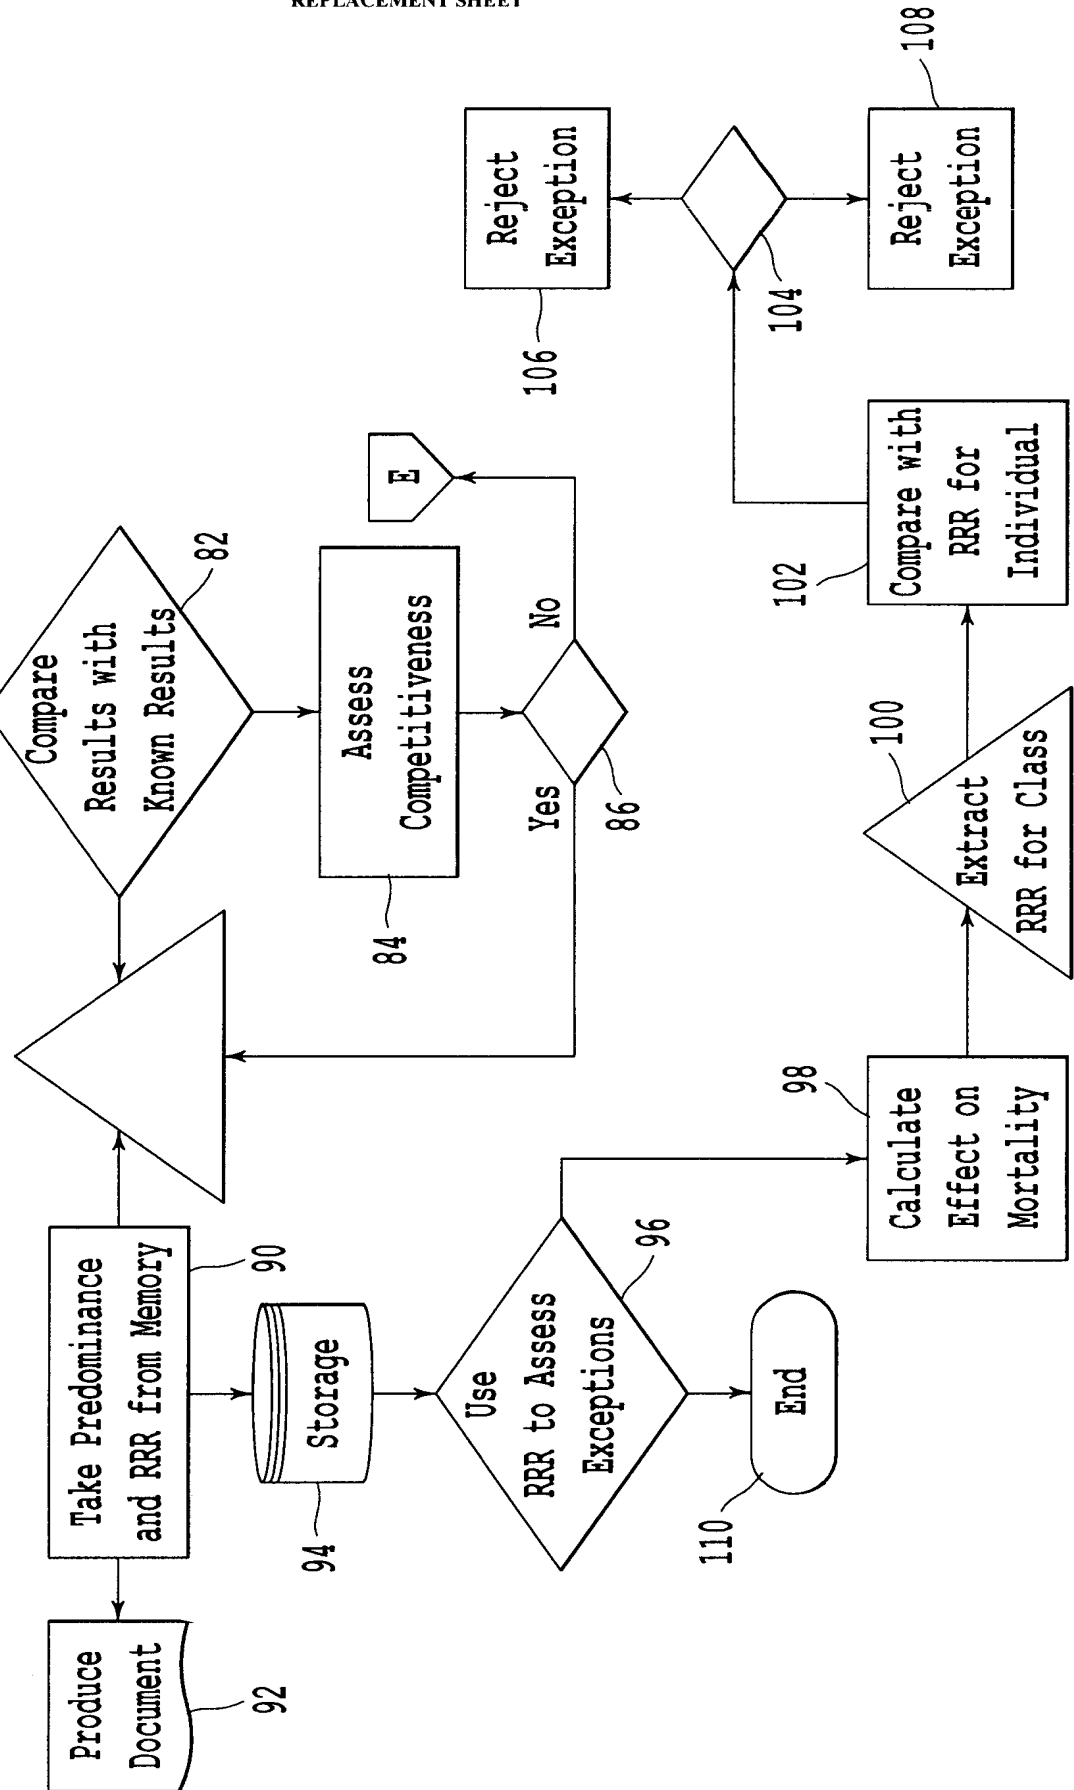 REPLACEMENT SHEET
Produce
Document
92
Take Predominance
and RRR from Memory
90
Compare
Results with
Known Results
82
Storage
94
Assess
Competitiveness
84
E
Use
RRR to Assess
Exceptions
96
Yes
No
86
End
110
Calculate
Effect on
Mortality
98
Extract
RRR for Class
100
Compare with
RRR for
Individual
102
104
Reject
Exception
106
Reject
Exception
108